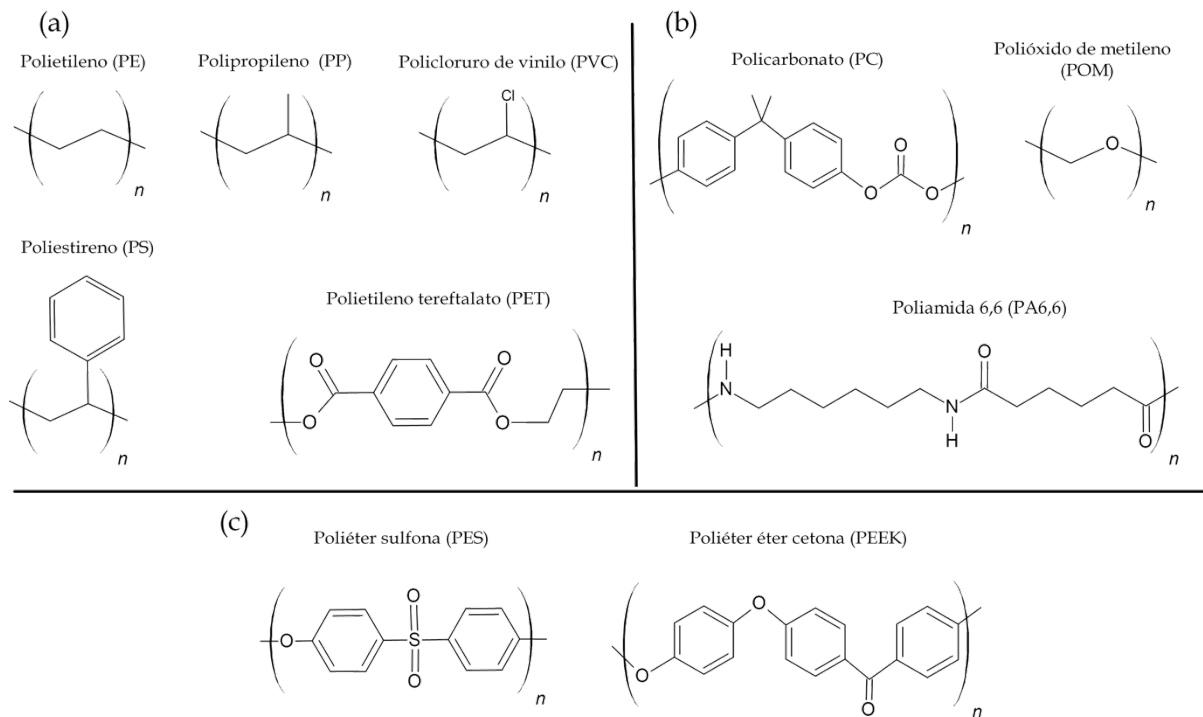 (a)
Polietileno (PE)
Polipropileno (PP)
Policloruro de vinilo (PVC)
Cl
n
n
n
Poliestireno (PS)
n
Polietileno tereftalato (PET)
O
O
O
O
n
(b)
Policarbonato (PC)
O
O
O
n
Polióxido de metileno
(POM)
O
n
Poliamida 6,6 (PA6,6)
H
N
O
N
H
O
n
(c)
Poliéter sulfona (PES)
O
O
S
O
n
Poliéter éter cetona (PEEK)
O
O
O
n